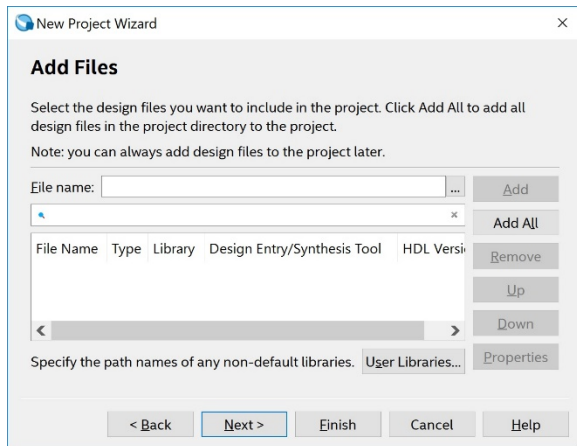 New Project Wizard
Add Files
Select the design files you want to include in the project. Click Add All to add all
design files in the project directory to the project.
Note: you can always add design files to the project later.
File name:
...
Add
Add All
File Name Type Library Design Entry/Synthesis Tool HDL Versi
Remove
Up
Down
Specify the path names of any non-default libraries. User Libraries...
Properties
< Back Next > Finish Cancel Help